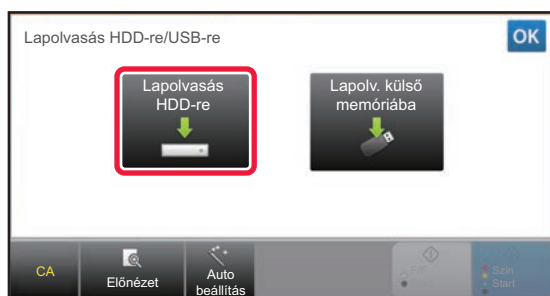 Lapolvasás HDD-re/USB-re
OK
Lapolvasás
HDD-re
Lapolv. külső
memóriába
CA
Előnézet
Auto
beállítás
Szín
Start